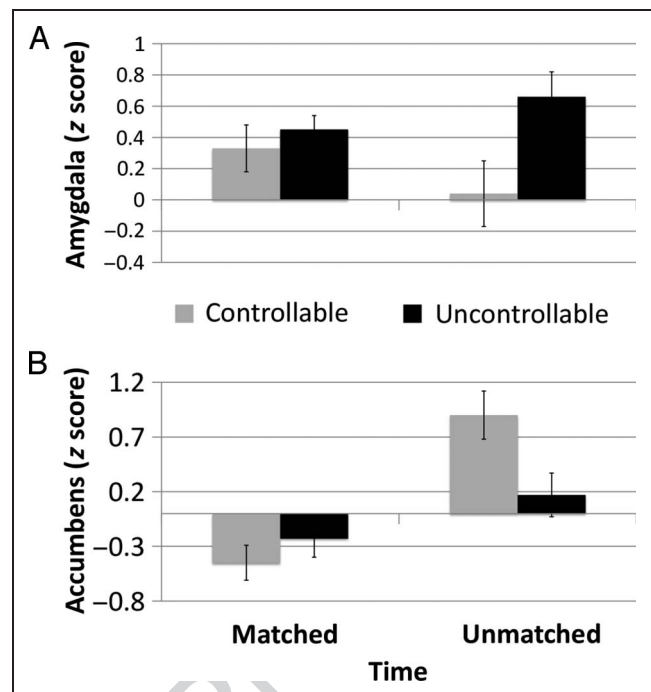 A
Amygdala (z score)
1
0.8
0.6
0.4
0.2
0
−0.2
−0.4
Controllable
Uncontrollable
B
Accumbens (z score)
1.2
0.7
0.2
−0.3
−0.8
Matched
Unmatched
Time